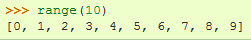 >>> range(10)
[0, 1, 2, 3, 4, 5, 6, 7, 8, 9]